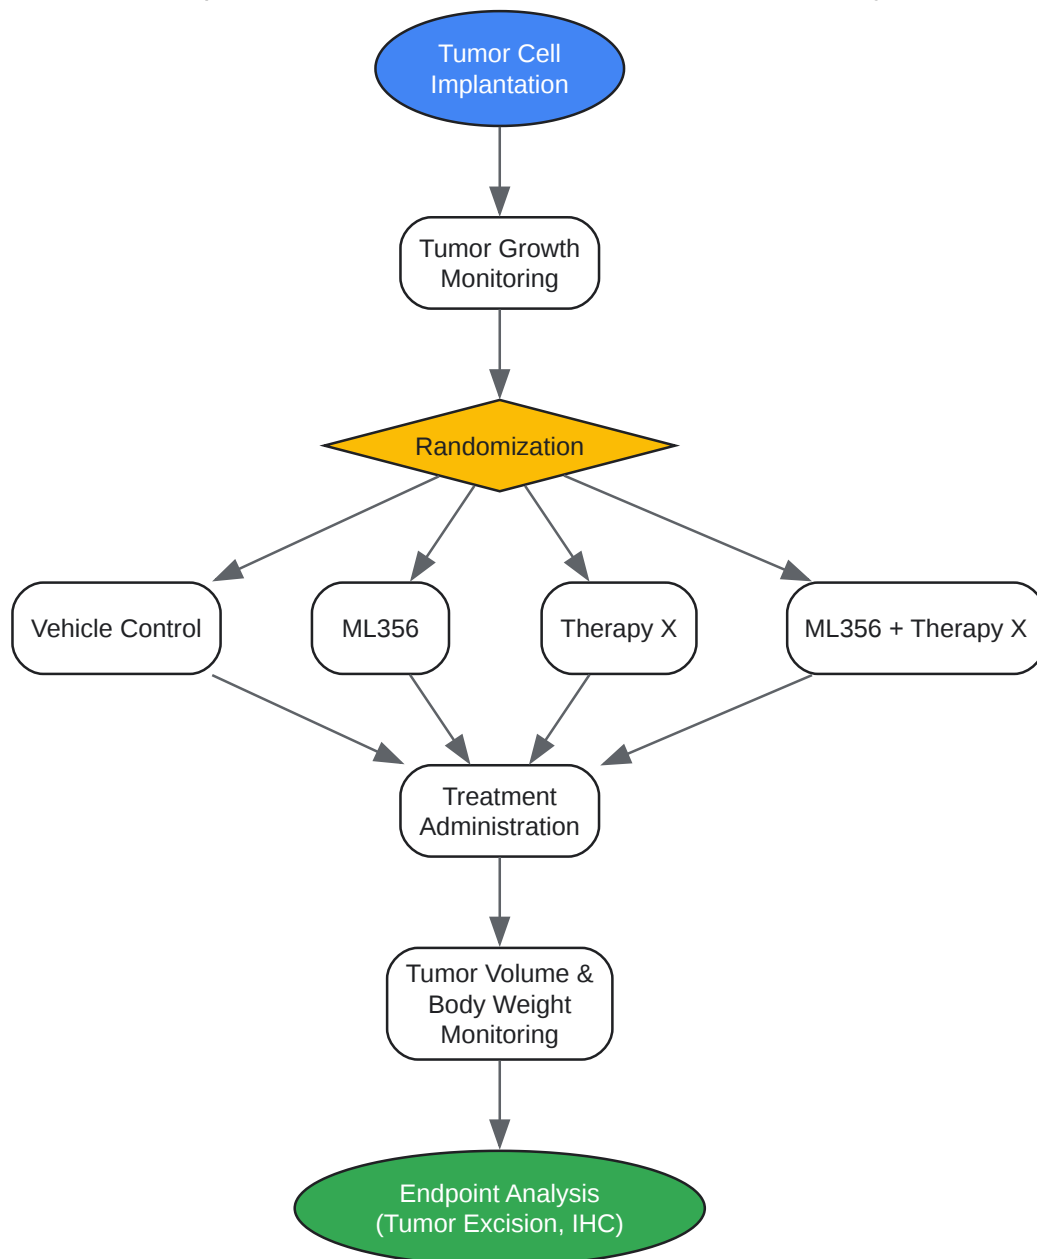 Tumor Cell
Implantation
Tumor Growth
Monitoring
Randomization
Vehicle Control
ML356
Therapy X
ML356 + Therapy X
Treatment
Administration
Tumor Volume &
Body Weight
Monitoring
Endpoint Analysis
(Tumor Excision, IHC)